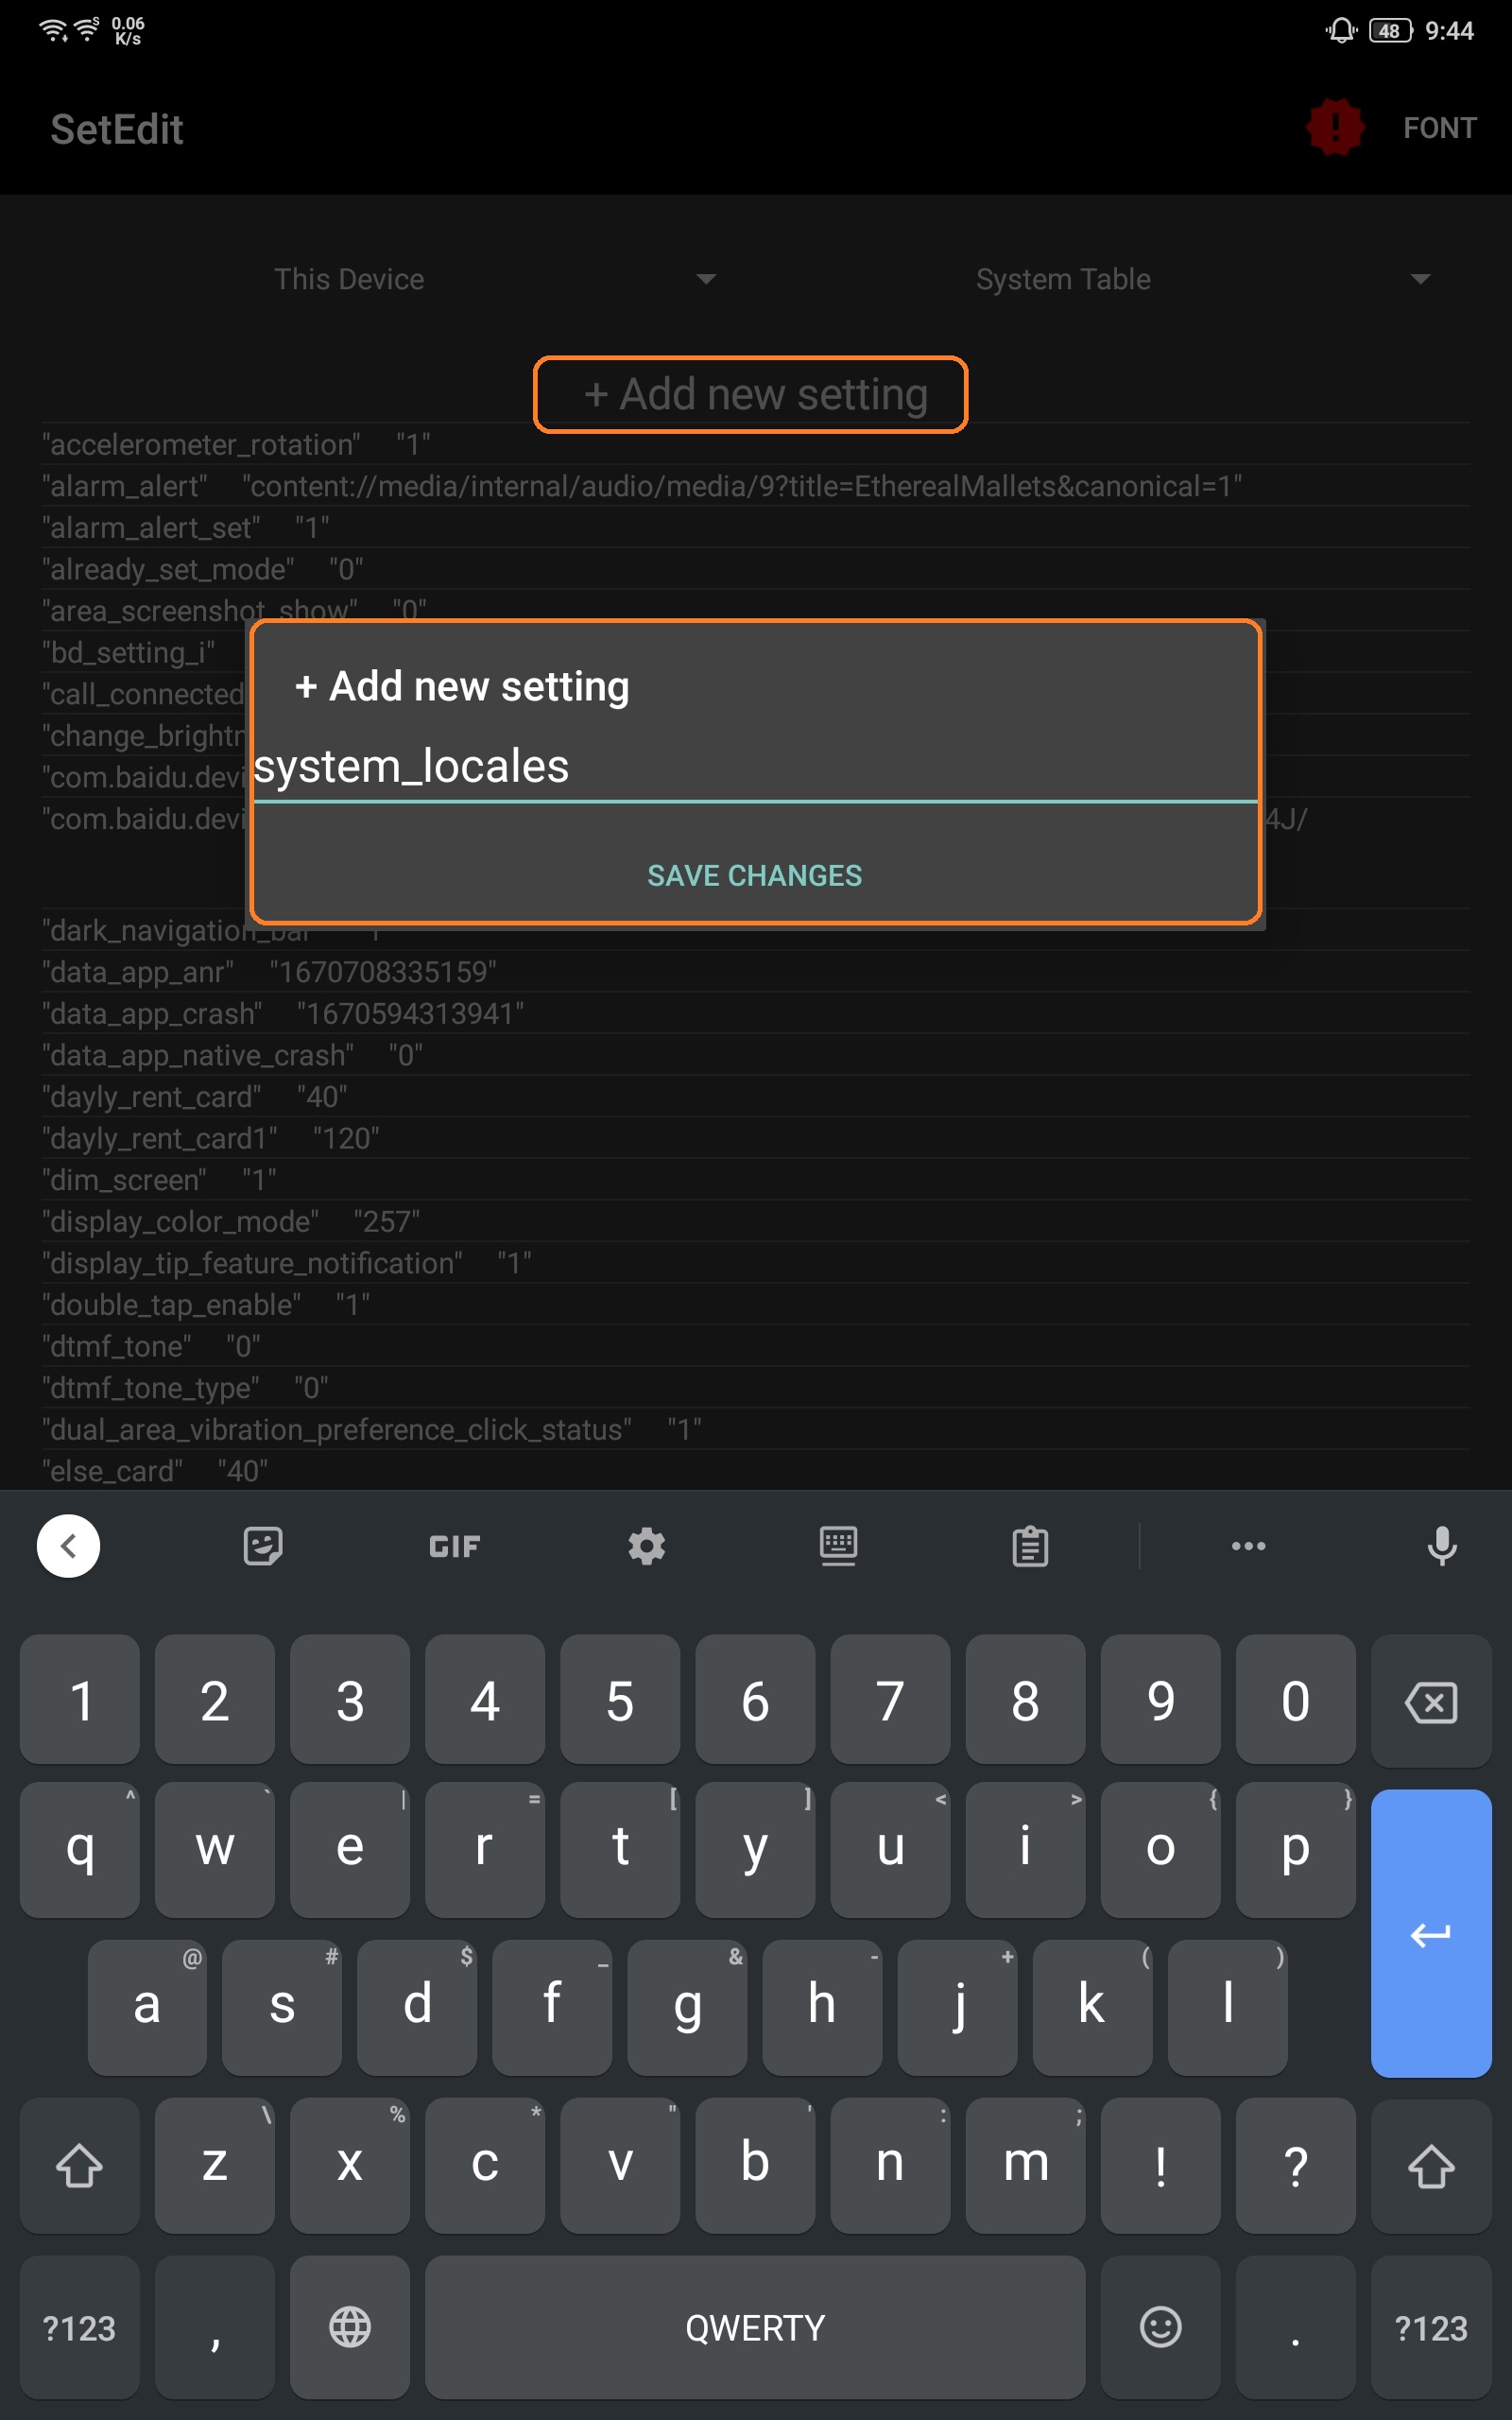 0.06 K/s 48 9:44
SetEdit FONT
This Device System Table
+ Add new setting
"accelerometer_rotation" "1"
"alarm_alert" "content://media/internal/audio/media/9?title=EtherealMallets&canonical=1"
"alarm_alert_set" "1"
"already_set_mode" "0"
"area_screenshot_show" "0"
"bd_setting_i"
"call_connected
"change_brightn
"com.baidu.devi
"com.baidu.devi 4J/
+ Add new setting
system_locales
SAVE CHANGES
"dark_navigation_bar
"data_app_anr" "1670708335159"
"data_app_crash" "1670594313941"
"data_app_native_crash" "0"
"dayly_rent_card" "40"
"dayly_rent_card1" "120"
"dim_screen" "1"
"display_color_mode" "257"
"display_tip_feature_notification" "1"
"double_tap_enable" "1"
"dtmf_tone" "0"
"dtmf_tone_type" "0"
"dual_area_vibration_preference_click_status" "1"
"else_card" "40"
GIF
1 2 3 4 5 6 7 8 9 0
^ ` | = [ ] < > { }
q w e r t y u i o p
@ # $ _ & - + ( )
a s d f g h j k l
\ % * " ' : ;
z x c v b n m ! ?
?123 , QWERTY . ?123